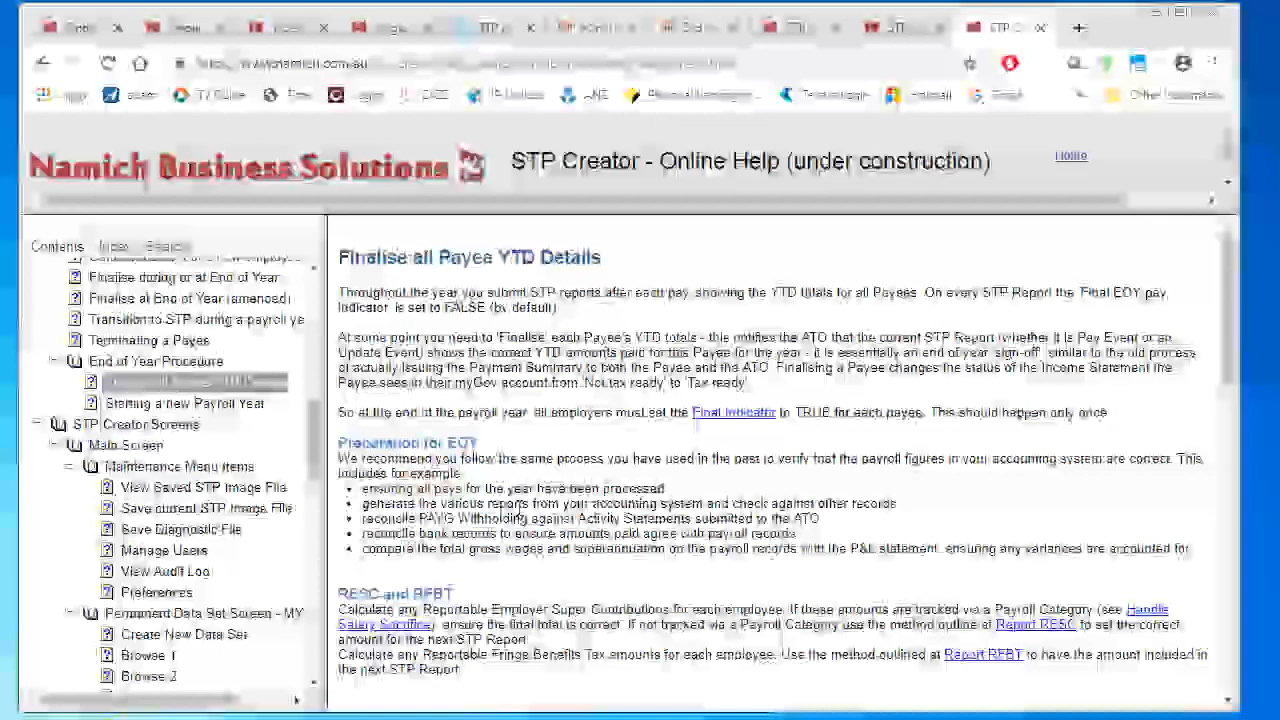 www.namich.com.au
Namich Business Solutions
STP Creator - Online Help (under construction)
Home
Contents Index Search
Finalise during or at End of Year
Finalise at End of Year (amended)
Transition to STP during a payroll ye
Terminating a Payee
End of Year Procedure
Starting a new Payroll Year
STP Creator Screens
Main Screen
Maintenance Menu Items
View Saved STP Image File
Save current STP Image File
Save Diagnostic File
Manage Users
View Audit Log
Preferences
Permanent Data Set Screen - MY
Create New Data Set
Browse 1
Browse 2
Finalise all Payee YTD Details
Throughout the year you submit STP reports after each pay, showing the YTD totals for all Payees. On every STP Report the 'Final EOY pay
Indicator' is set to FALSE (by default)
At some point you need to 'Finalise' each Payee's YTD totals - this notifies the ATO that the current STP Report (whether it is Pay Event or an
Update Event) shows the correct YTD amounts paid for this Payee for the year - it is essentially an end of year 'sign-off', similar to the old process
of actually issuing the Payment Summary to both the Payee and the ATO. Finalising a Payee changes the status of the Income Statement the
Payee sees in their myGov account from 'Not tax ready' to 'Tax ready'
So at the end of the payroll year, all employers must set the Final Indicator to TRUE for each payee. This should happen only once
Preparation for EOY
We recommend you follow the same process you have used in the past to verify that the payroll figures in your accounting system are correct. This
includes for example
ensuring all pays for the year have been processed
generate the various reports from your accounting system and check against other records
reconcile PAYG Withholding against Activity Statements submitted to the ATO
reconcile bank records to ensure amounts paid agree with payroll records
compare the total gross wages and superannuation on the payroll records with the P&L statement, ensuring any variances are accounted for
RESC and RFBT
Calculate any Reportable Employer Super Contributions for each employee. If these amounts are tracked via a Payroll Category (see Handle
Salary Sacrifice), ensure the final total is correct. If not tracked via a Payroll Category use the method outline at Report RESC to set the correct
amount for the next STP Report
Calculate any Reportable Fringe Benefits Tax amounts for each employee. Use the method outlined at Report RFBT to have the amount included in
the next STP Report